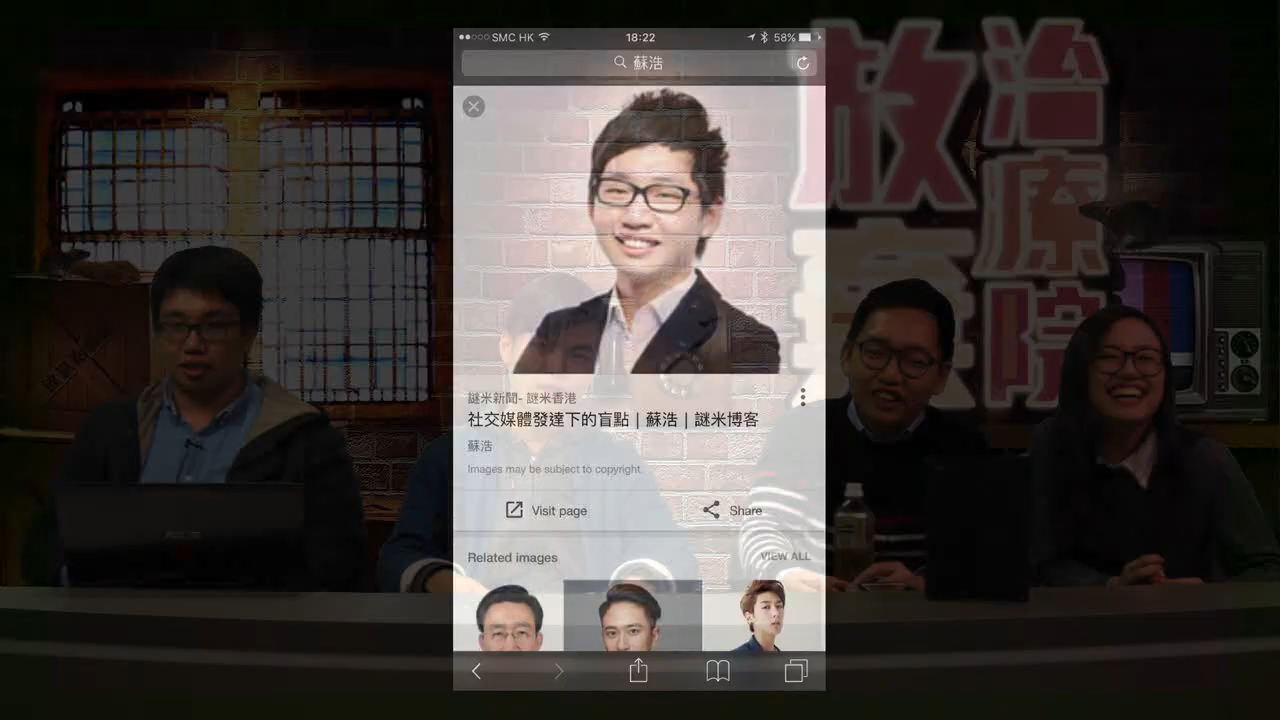 SMC HK
18:22
58%
蘇浩
謎米新聞- 謎米香港
社交媒體發達下的盲點 | 蘇浩 | 謎米博客
蘇浩
Images may be subject to copyright.
Visit page
Share
Related images
VIEW ALL
治療院